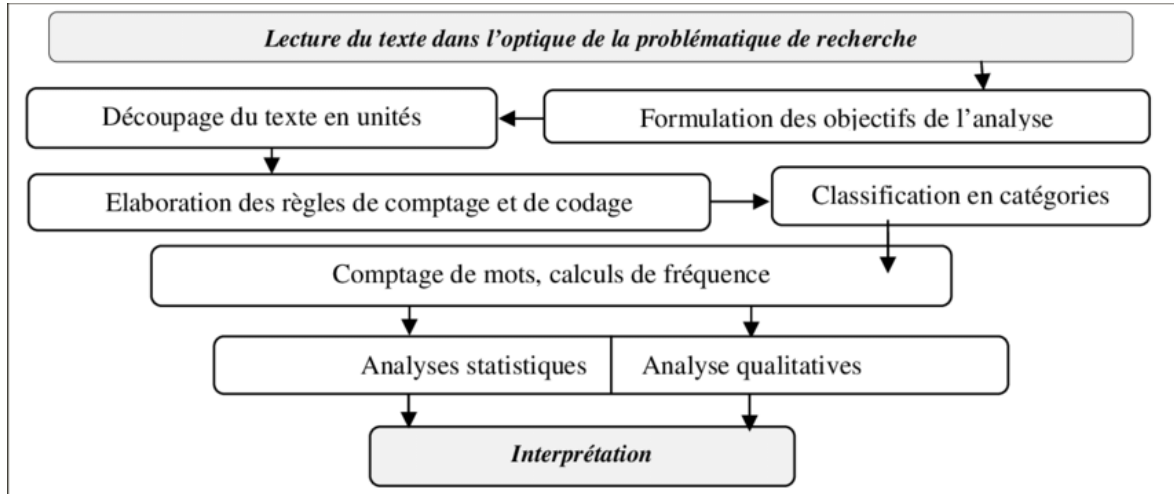 Lecture du texte dans l'optique de la problématique de recherche
Formulation des objectifs de l'analyse
Découpage du texte en unités
Elaboration des règles de comptage et de codage
Classification en catégories
Comptage de mots, calculs de fréquence
Analyses statistiques
Analyse qualitatives
Interprétation